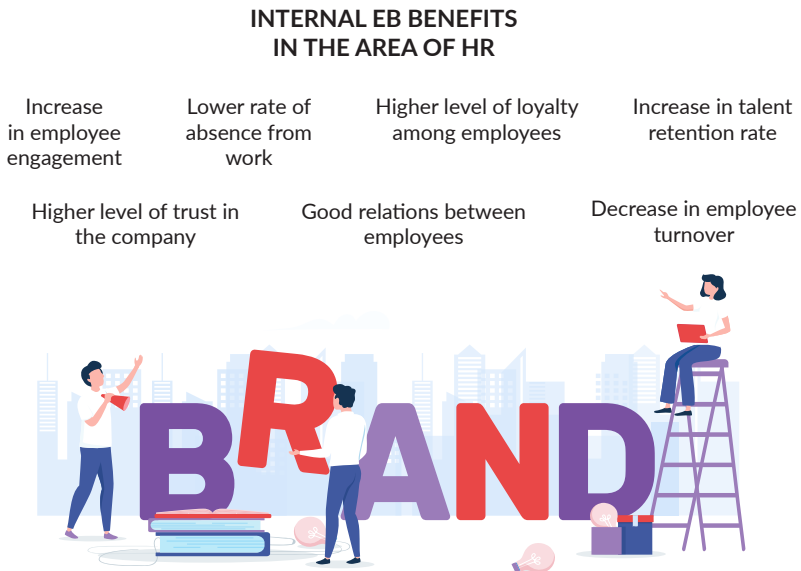 INTERNAL EB BENEFITS
IN THE AREA OF HR
Increase
in employee
engagement
Lower rate of
absence from
work
Higher level of loyalty
among employees
Increase in talent
retention rate
Higher level of trust in
the company
Good relations between
employees
Decrease in employee
turnover
BRAND